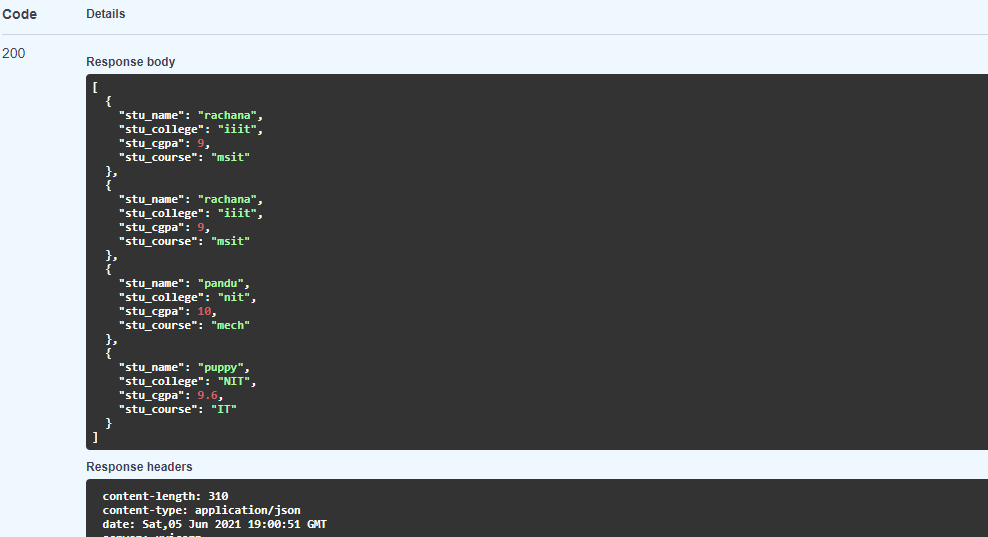 Code Details
200
Response body
[
  {
    "stu_name": "rachana",
    "stu_college": "iiit",
    "stu_cgpa": 9,
    "stu_course": "msit"
  },
  {
    "stu_name": "rachana",
    "stu_college": "iiit",
    "stu_cgpa": 9,
    "stu_course": "msit"
  },
  {
    "stu_name": "pandu",
    "stu_college": "nit",
    "stu_cgpa": 10,
    "stu_course": "mech"
  },
  {
    "stu_name": "puppy",
    "stu_college": "NIT",
    "stu_cgpa": 9.6,
    "stu_course": "IT"
  }
]
Response headers
content-length: 310
content-type: application/json
date: Sat,05 Jun 2021 19:00:51 GMT